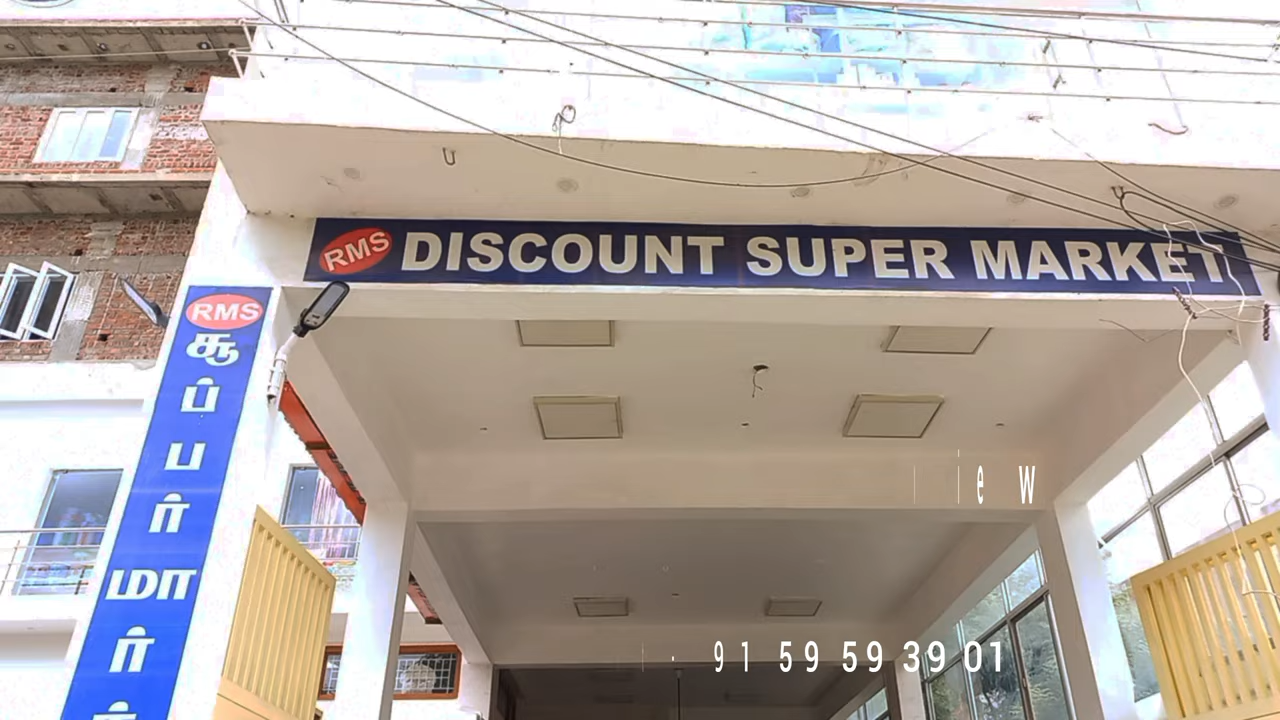 RMS DISCOUNT SUPER MARKET
RMS
சூ
ப்
ப
ர்
மா
ர்
91 59 59 39 01